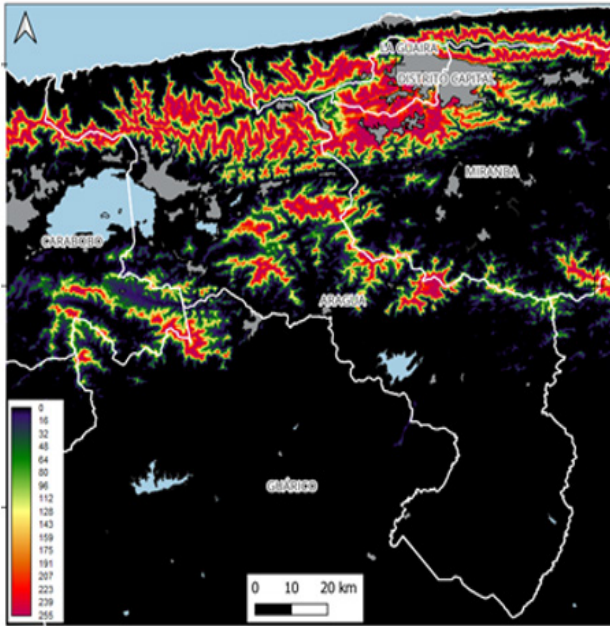 LA GUAIRA
DISTRITO CAPITAL
MIRANDA
CARABOBO
ARAGUA
GUÁRICO
0
16
32
48
64
80
96
112
128
143
159
175
191
207
223
239
255
0 10 20 km